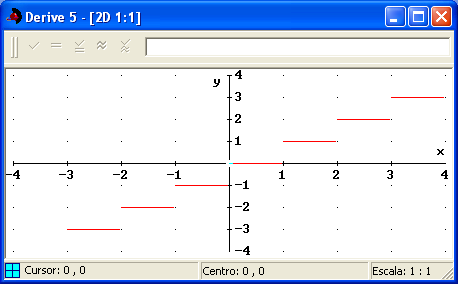 Derive 5 - [2D 1:1]
y
4
3
2
1
x
-4 -3 -2 -1 1 2 3 4
-1
-2
-3
-4
Cursor: 0 , 0 Centro: 0 , 0 Escala: 1 : 1